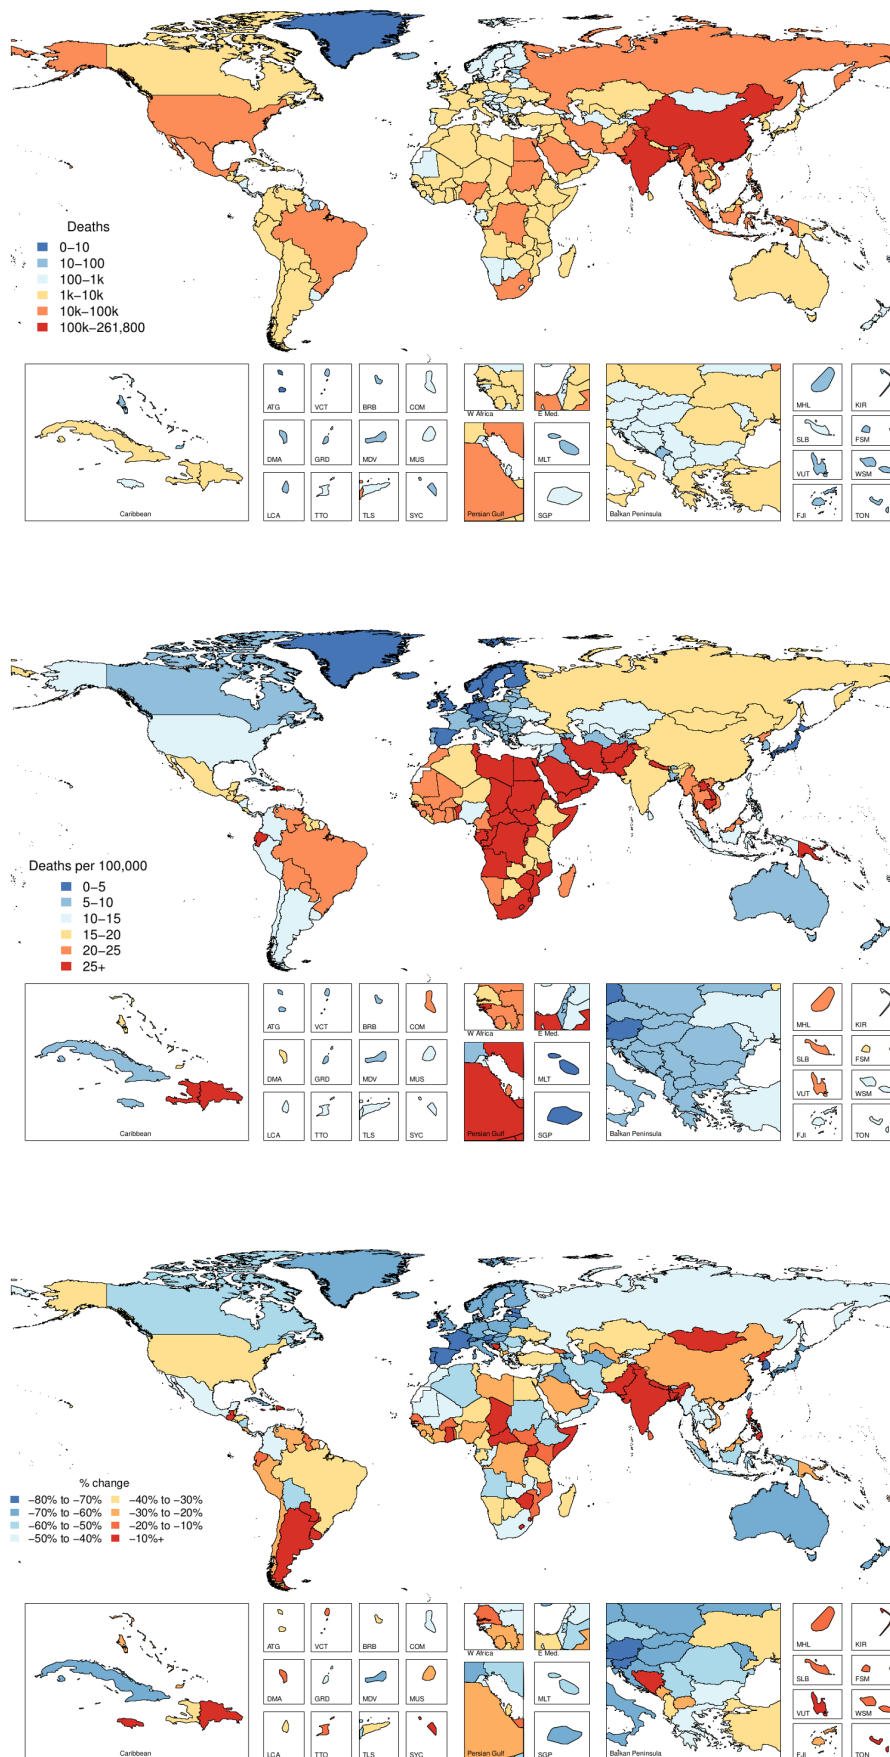 Deaths
0–10
10–100
100–1k
1k–10k
10k–100k
100k–261,800
Caribbean
ATG
VCT
BRB
COM
DMA
GRD
MDV
MUS
LCA
TTO
TLS
SYC
W Africa
E Med.
Persian Gulf
MLT
SGP
Balkan Peninsula
MHL
KIR
SLB
FSM
VUT
WSM
FJI
TON
Deaths per 100,000
0–5
5–10
10–15
15–20
20–25
25+
Caribbean
ATG
VCT
BRB
COM
DMA
GRD
MDV
MUS
LCA
TTO
TLS
SYC
W Africa
E Med.
Persian Gulf
MLT
SGP
Balkan Peninsula
MHL
KIR
SLB
FSM
VUT
WSM
FJI
TON
% change
−80% to −70% −40% to −30%
−70% to −60% −30% to −20%
−60% to −50% −20% to −10%
−50% to −40% −10%+
Caribbean
ATG
VCT
BRB
COM
DMA
GRD
MDV
MUS
LCA
TTO
TLS
SYC
W Africa
E Med.
Persian Gulf
MLT
SGP
Balkan Peninsula
MHL
KIR
SLB
FSM
VUT
WSM
FJI
TON